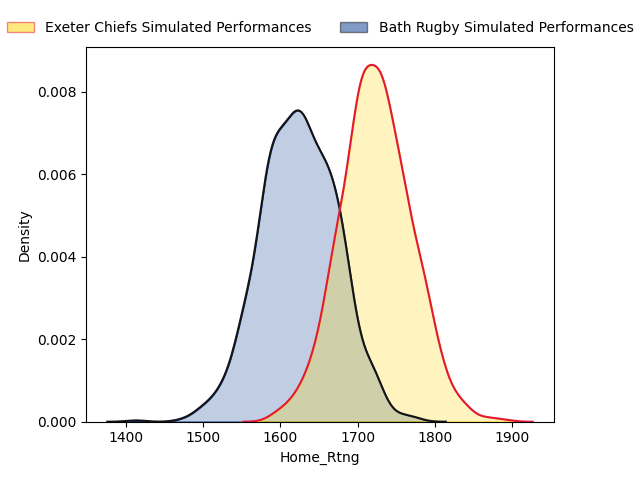 Exeter Chiefs Simulated Performances Bath Rugby Simulated Performances
0.008
0.006
0.004
0.002
0.000
Density
1400 1500 1600 1700 1800 1900
Home_Rtng